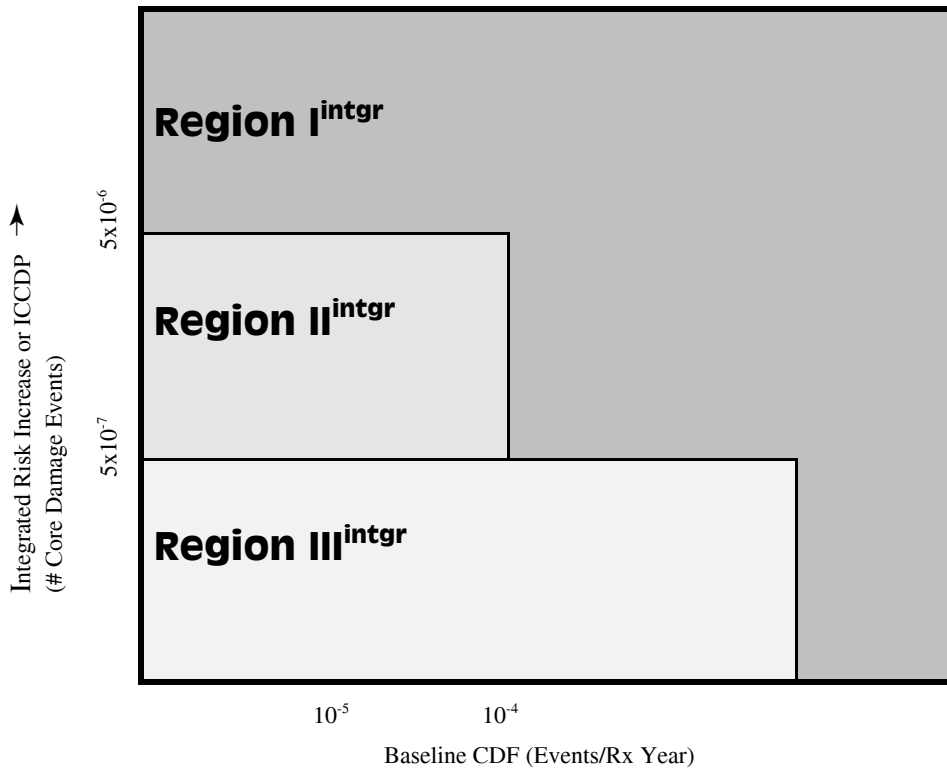 Region I^intgr
5x10^-6
Region II^intgr
Integrated Risk Increase or ICCDP →
(# Core Damage Events)
5x10^-7
Region III^intgr
10^-5 10^-4
Baseline CDF (Events/Rx Year)